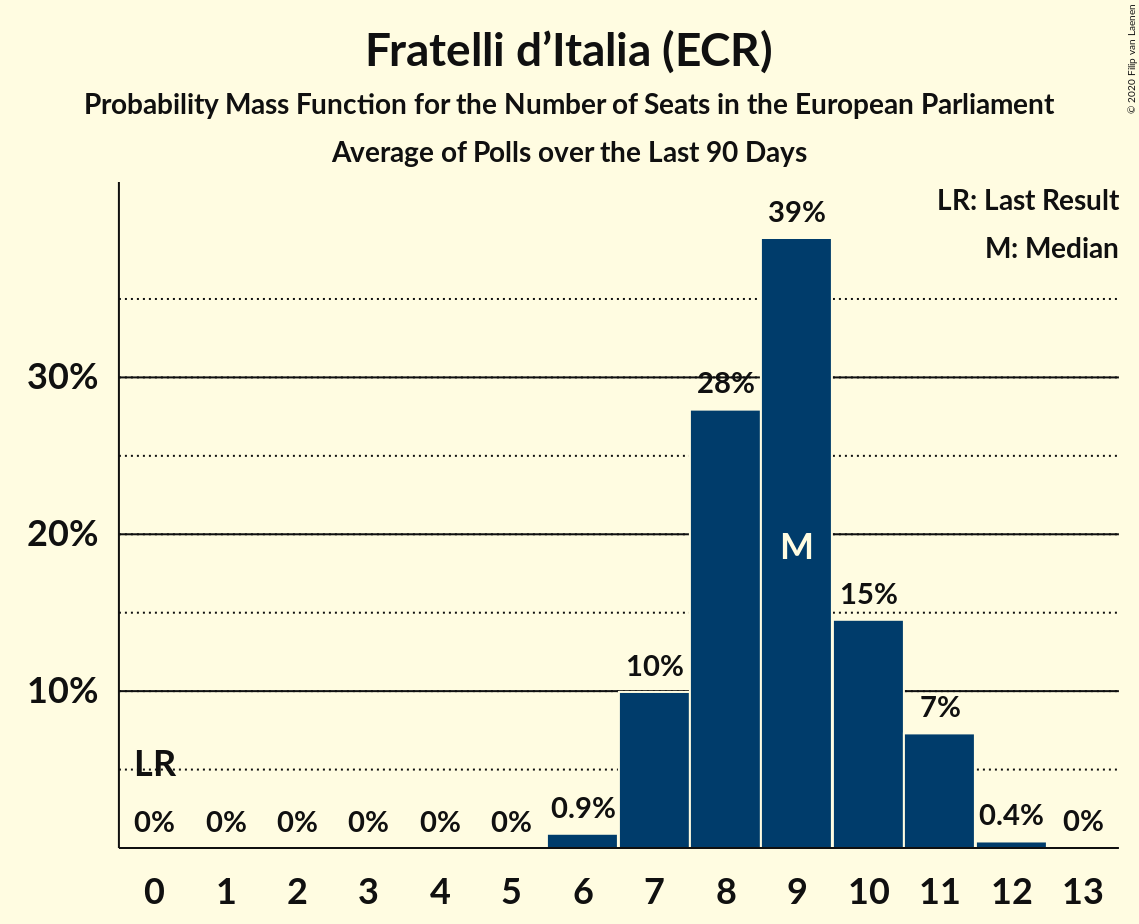 Fratelli d’Italia (ECR)
Probability Mass Function for the Number of Seats in the European Parliament
Average of Polls over the Last 90 Days
© 2020 Filip van Laenen
LR: Last Result
M: Median
39%
30%
28%
20%
M
15%
10%
10%
7%
LR
0% 0% 0% 0% 0% 0% 0.9% 0.4% 0%
0 1 2 3 4 5 6 7 8 9 10 11 12 13